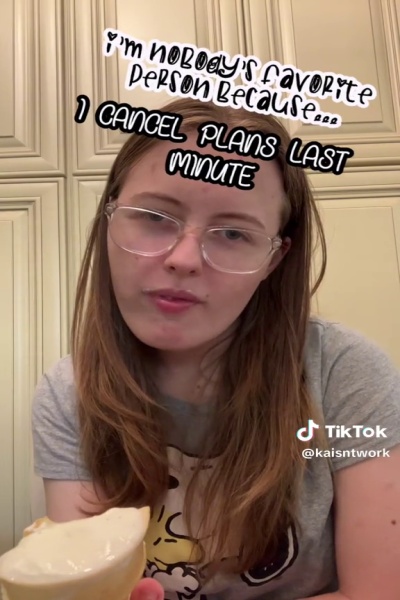 i'm nobody's favorite
person because...
I CANCEL PLANS LAST
MINUTE
TikTok
@kaisntwork